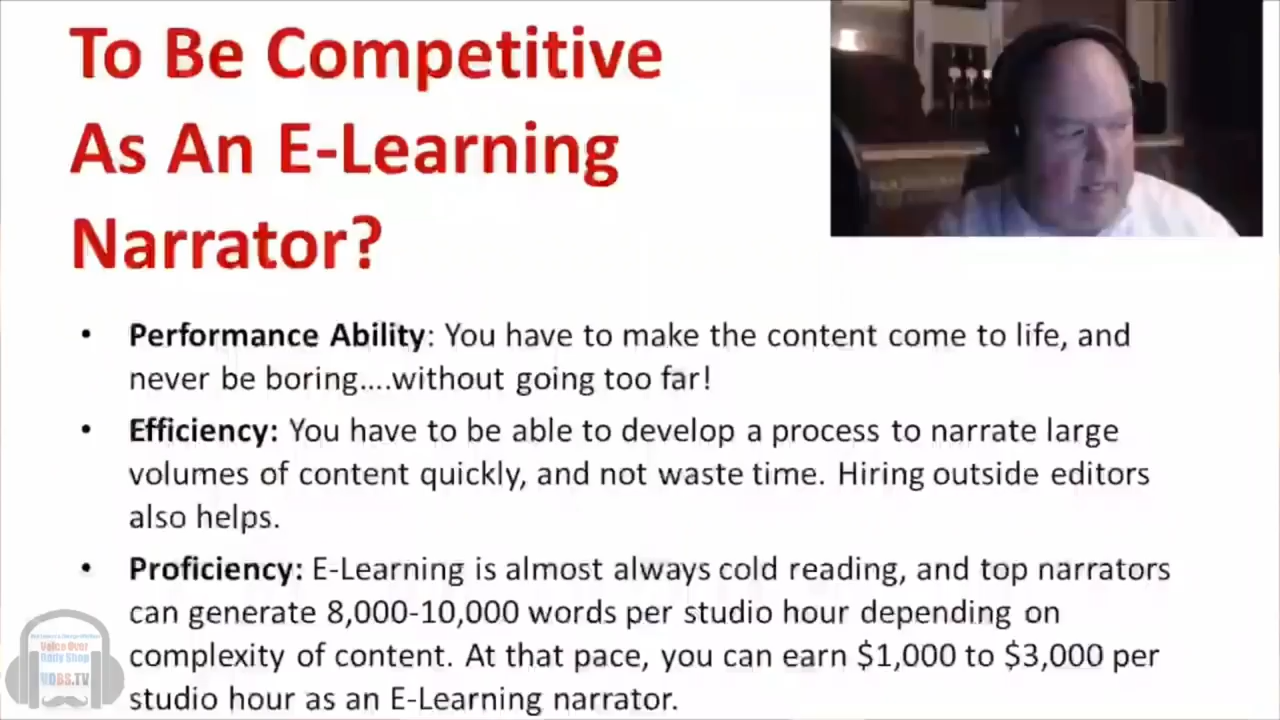 To Be Competitive
As An E-Learning
Narrator?
• Performance Ability: You have to make the content come to life, and
never be boring....without going too far!
• Efficiency: You have to be able to develop a process to narrate large
volumes of content quickly, and not waste time. Hiring outside editors
also helps.
• Proficiency: E-Learning is almost always cold reading, and top narrators
can generate 8,000-10,000 words per studio hour depending on
complexity of content. At that pace, you can earn $1,000 to $3,000 per
studio hour as an E-Learning narrator.
Voice Over
VOBS.TV